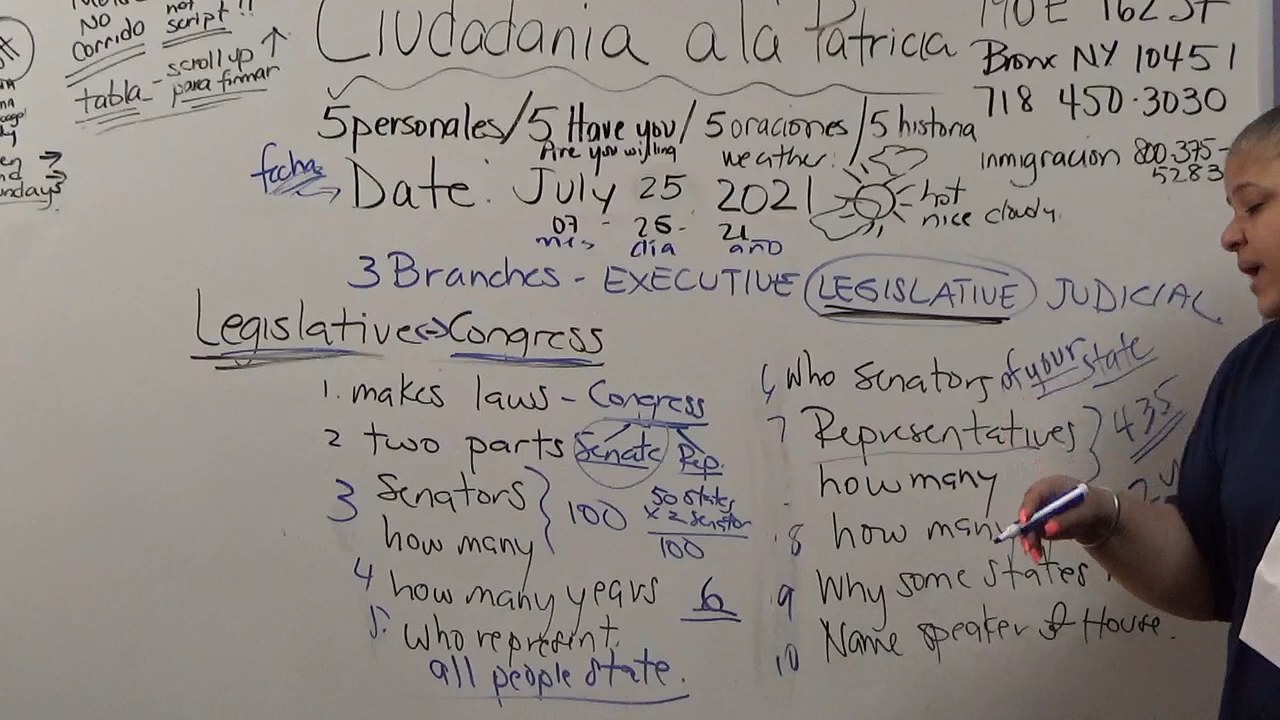 NO
Corrido
not
script !!
tabla - scroll up ↑
para firmar
Ciudadania a la Patricia
190 E 162 ST
Bronx NY 10451
718 450·3030
inmigracion 800.375-
5283
5 personales / 5 Have you / 5 oraciones / 5 historia
Are you willing
weather:
fecha → Date: July 25 2021
hot
nice cloudy
07 - 25 - 21
mes dia año
3 Branches - EXECUTIVE LEGISLATIVE JUDICIAL
Legislative ↔ Congress
1. makes laws - Congress
2 two parts Senate Rep.
3 Senators
how many } 100
50 states
x 2 senator
100
4 how many years 6
5. Who represent
all people state.
6 Who Senators of your state
7 Representatives
how many } 435
8 how many
9 Why some states
10 Name speaker of House.